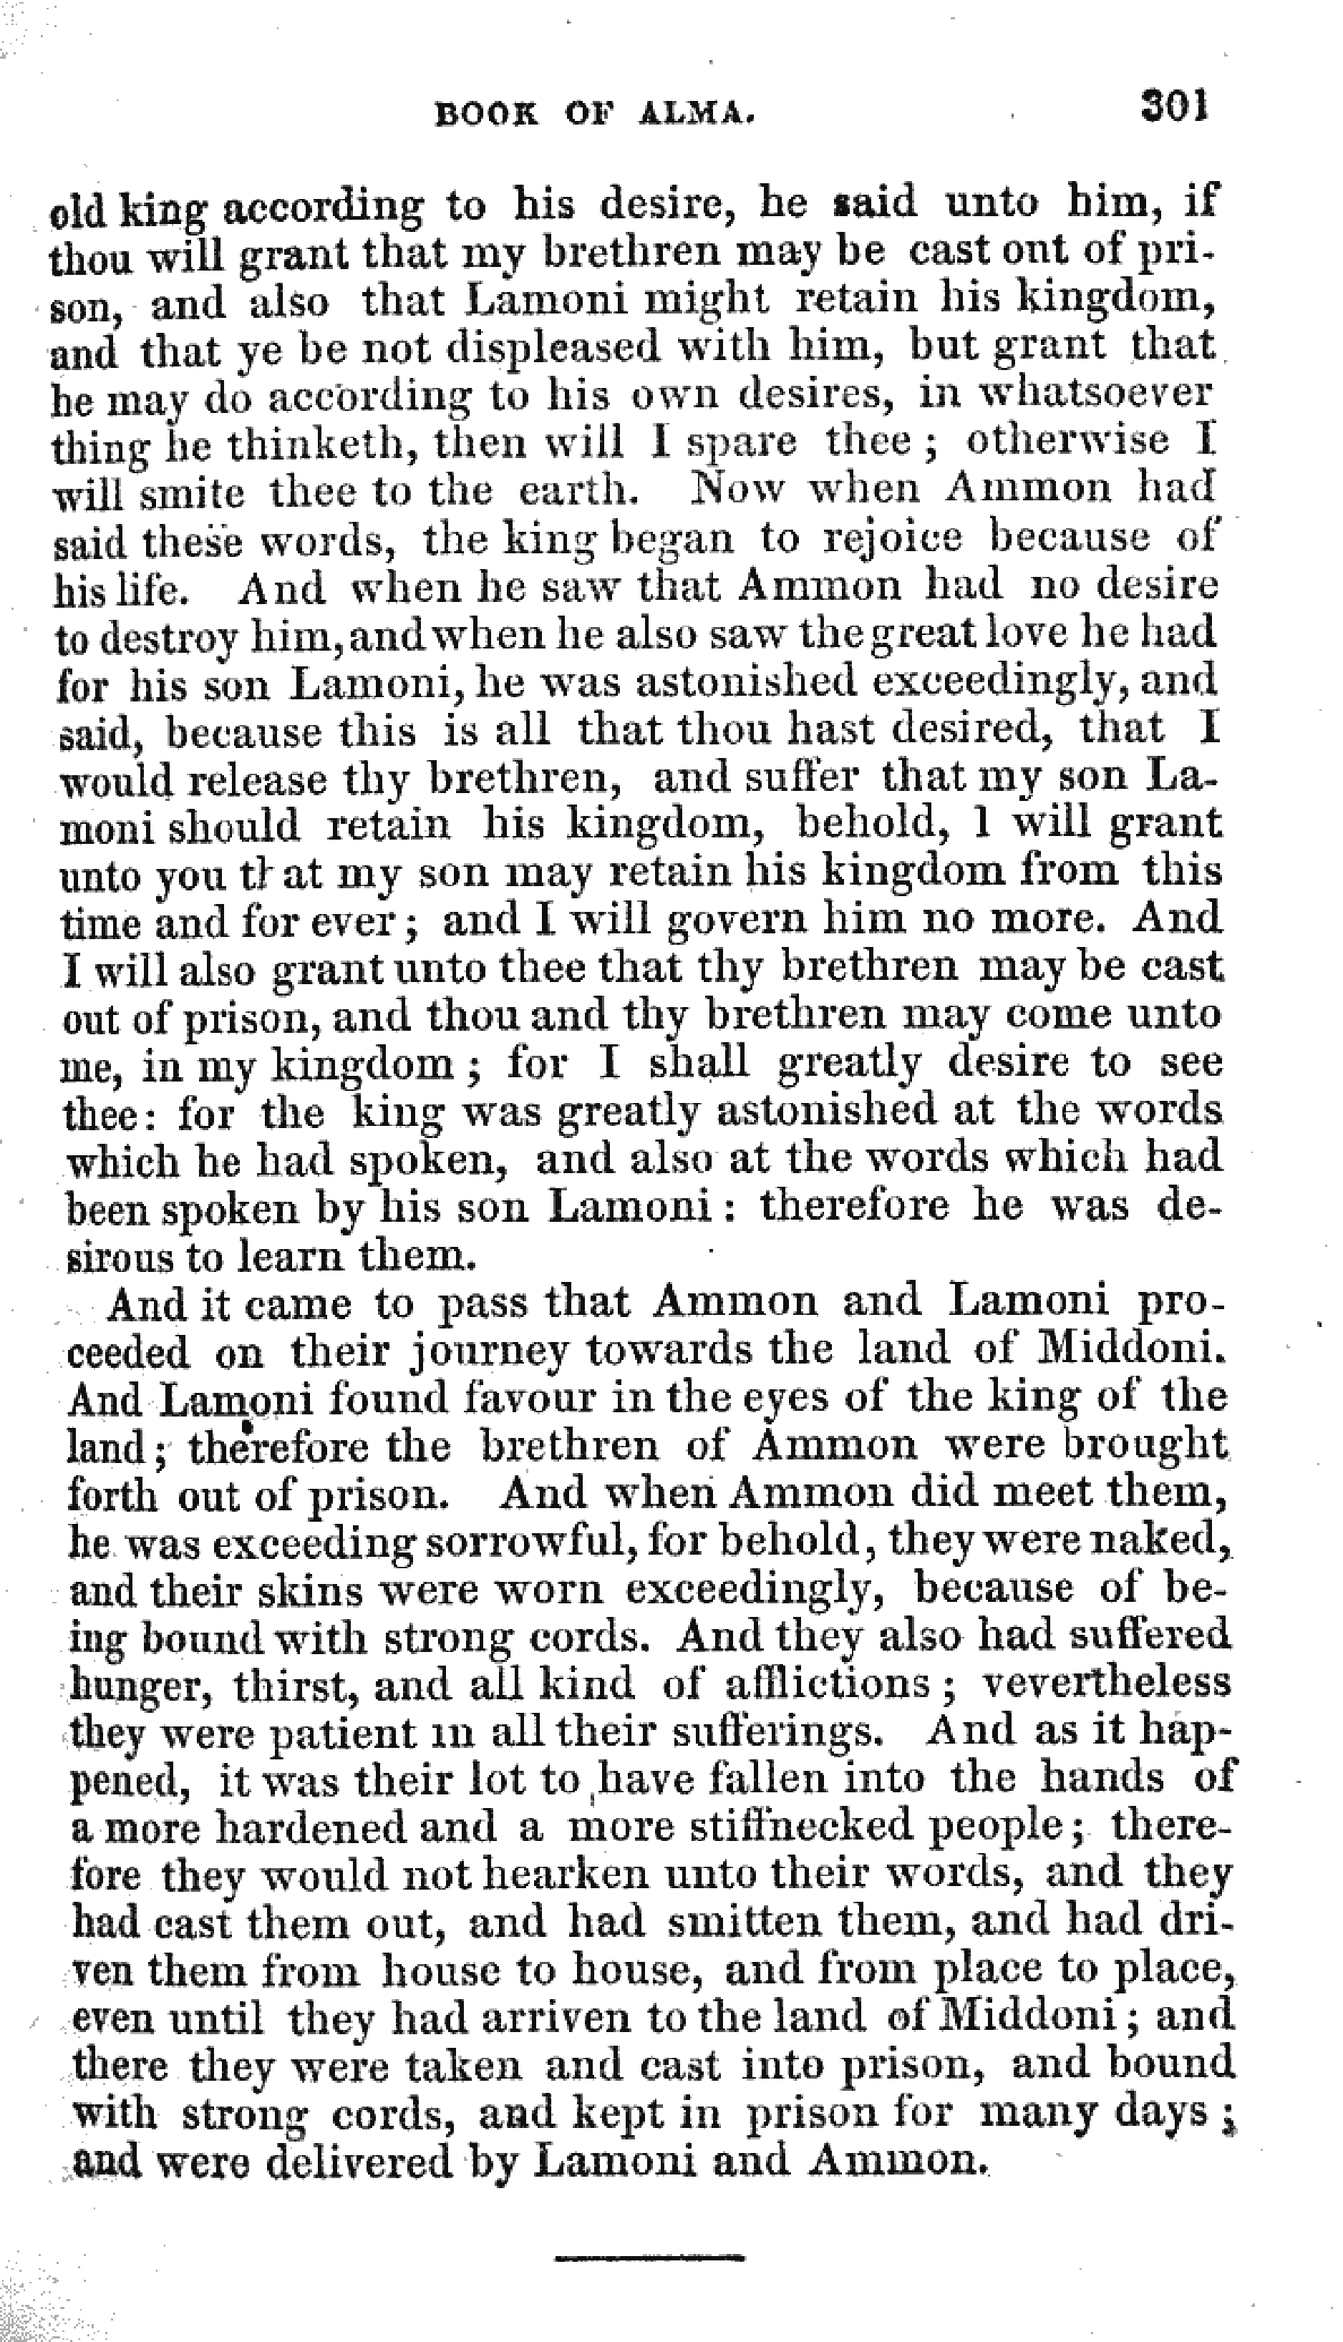 BOOK OF ALMA. 301
old king according to his desire, he said unto him, if
thou will grant that my brethren may be cast out of pri-
son, and also that Lamoni might retain his kingdom,
and that ye be not displeased with him, but grant that
he may do according to his own desires, in whatsoever
thing he thinketh, then will I spare thee; otherwise I
will smite thee to the earth. Now when Ammon had
said these words, the king began to rejoice because of
his life. And when he saw that Ammon had no desire
to destroy him, and when he also saw the great love he had
for his son Lamoni, he was astonished exceedingly, and
said, because this is all that thou hast desired, that I
would release thy brethren, and suffer that my son La-
moni should retain his kingdom, behold, I will grant
unto you that my son may retain his kingdom from this
time and for ever; and I will govern him no more. And
I will also grant unto thee that thy brethren may be cast
out of prison, and thou and thy brethren may come unto
me, in my kingdom; for I shall greatly desire to see
thee: for the king was greatly astonished at the words
which he had spoken, and also at the words which had
been spoken by his son Lamoni: therefore he was de-
sirous to learn them.
And it came to pass that Ammon and Lamoni pro-
ceeded on their journey towards the land of Middoni.
And Lamoni found favour in the eyes of the king of the
land; therefore the brethren of Ammon were brought
forth out of prison. And when Ammon did meet them,
he was exceeding sorrowful, for behold, they were naked,
and their skins were worn exceedingly, because of be-
ing bound with strong cords. And they also had suffered
hunger, thirst, and all kind of afflictions; vevertheless
they were patient in all their sufferings. And as it hap-
pened, it was their lot to have fallen into the hands of
a more hardened and a more stiffnecked people; there-
fore they would not hearken unto their words, and they
had cast them out, and had smitten them, and had dri-
ven them from house to house, and from place to place,
even until they had arriven to the land of Middoni; and
there they were taken and cast into prison, and bound
with strong cords, and kept in prison for many days;
and were delivered by Lamoni and Ammon.